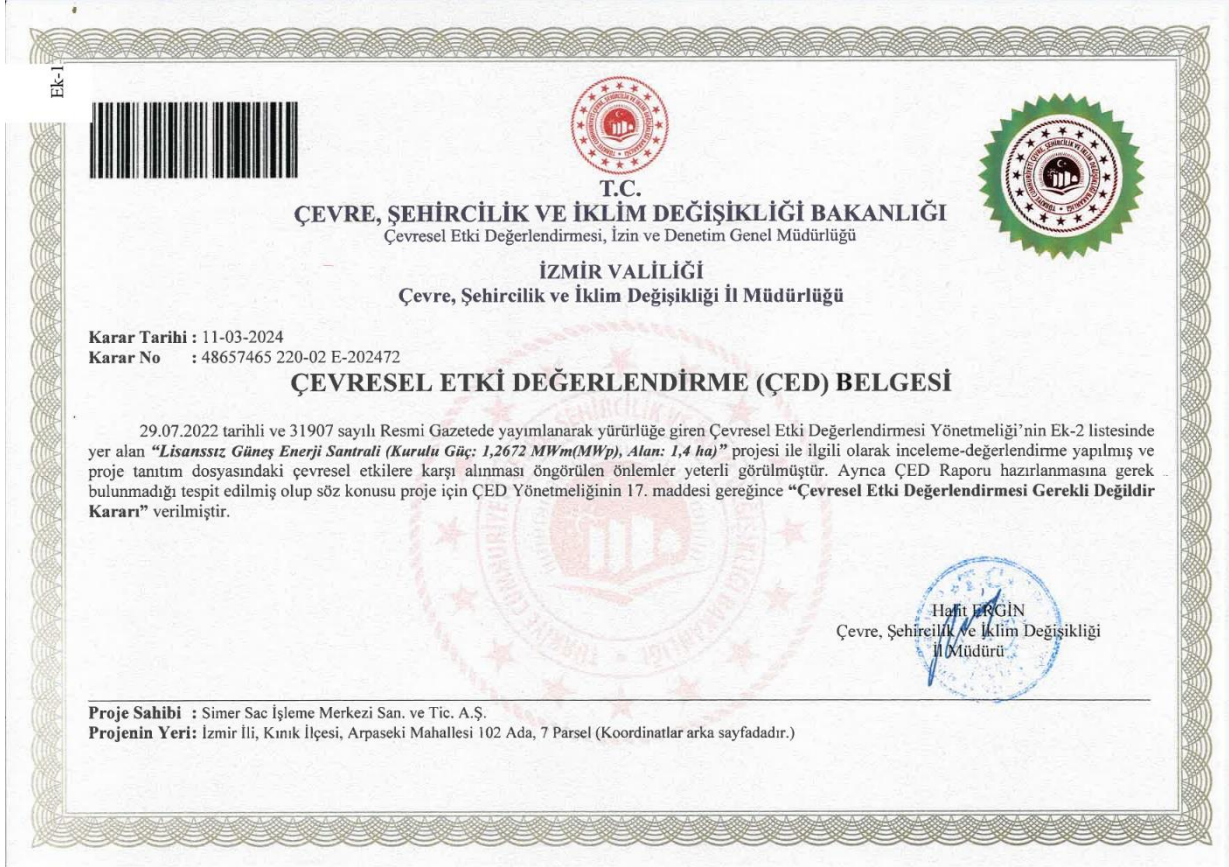 Ek-1
T.C.
ÇEVRE, ŞEHİRCİLİK VE İKLİM DEĞİŞİKLİĞİ BAKANLIĞI
Çevresel Etki Değerlendirmesi, İzin ve Denetim Genel Müdürlüğü
İZMİR VALİLİĞİ
Çevre, Şehircilik ve İklim Değişikliği İl Müdürlüğü
Karar Tarihi : 11-03-2024
Karar No : 48657465 220-02 E-202472
ÇEVRESEL ETKİ DEĞERLENDİRME (ÇED) BELGESİ
29.07.2022 tarihli ve 31907 sayılı Resmi Gazetede yayımlanarak yürürlüğe giren Çevresel Etki Değerlendirmesi Yönetmeliği’nin Ek-2 listesinde
yer alan “Lisanssız Güneş Enerji Santrali (Kurulu Güç: 1,2672 MWm(MWp), Alan: 1,4 ha)” projesi ile ilgili olarak inceleme-değerlendirme yapılmış ve
proje tanıtım dosyasındaki çevresel etkilere karşı alınması öngörülen önlemler yeterli görülmüştür. Ayrıca ÇED Raporu hazırlanmasına gerek
bulunmadığı tespit edilmiş olup söz konusu proje için ÇED Yönetmeliğinin 17. maddesi gereğince “Çevresel Etki Değerlendirmesi Gerekli Değildir
Kararı” verilmiştir.
Halit ERGİN
Çevre, Şehircilik ve İklim Değişikliği
İl Müdürü
Proje Sahibi : Simer Sac İşleme Merkezi San. ve Tic. A.Ş.
Projenin Yeri: İzmir İli, Kınık İlçesi, Arpaseki Mahallesi 102 Ada, 7 Parsel (Koordinatlar arka sayfadadır.)